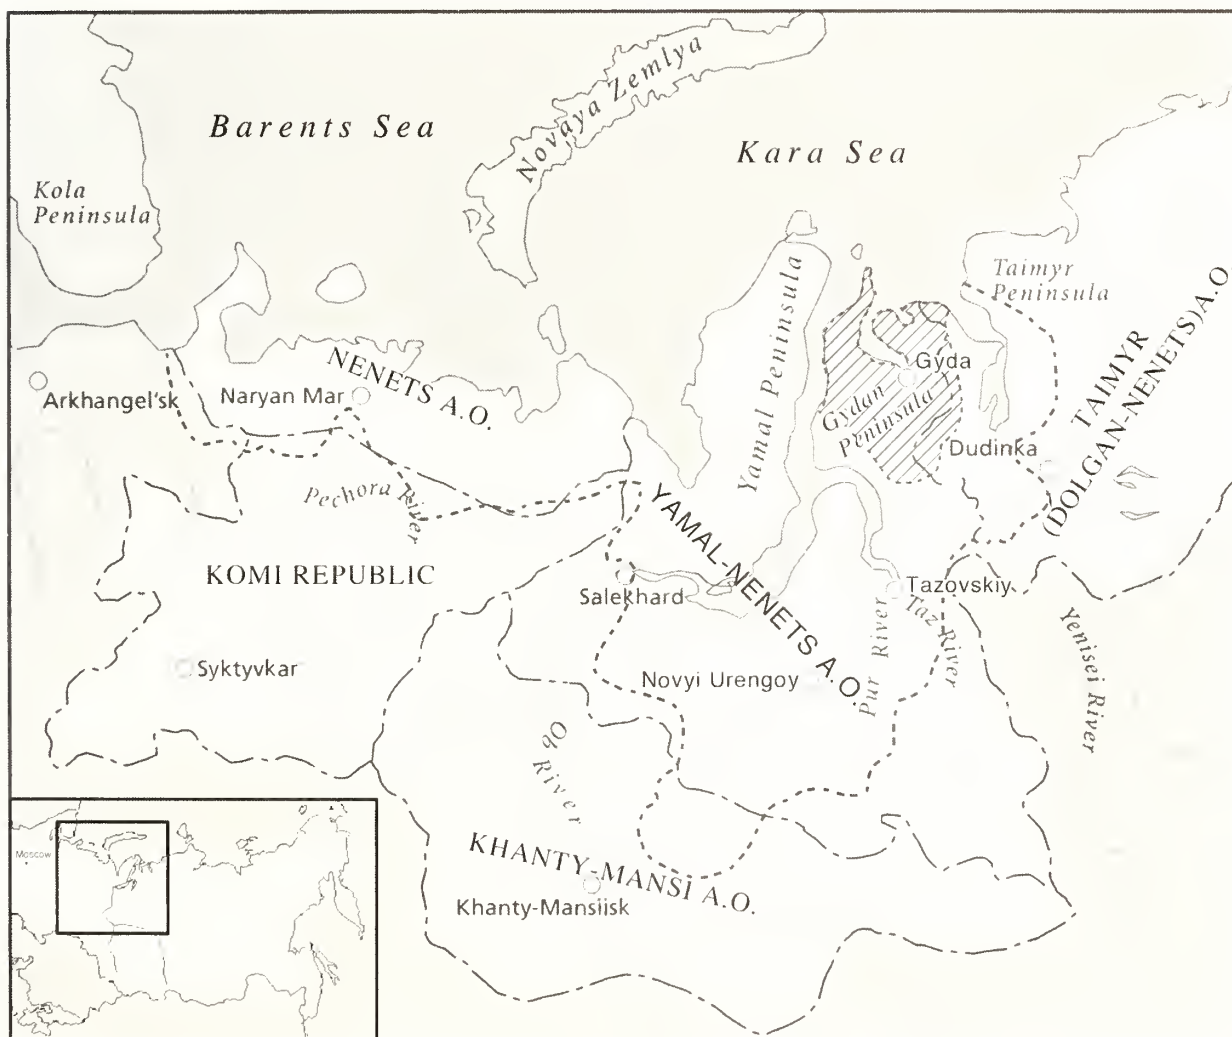 Barents Sea
Novaya Zemlya
Kara Sea
Kola
Peninsula
Taimyr
Peninsula
Yamal Peninsula
Gyda
Gydan
Peninsula
NENETS A.O.
Naryan Mar
Arkhangel'sk
Dudinka
TAIMYR
(DOLGAN-NENETS)A.O
Pechora River
YAMAL-NENETS A.O.
KOMI REPUBLIC
Salekhard
Tazovskiy
Taz River
Pur River
Yenisei River
Syktyvkar
Novyi Urengoy
Ob
River
KHANTY-MANSI A.O.
Khanty-Mansiisk
Moscow